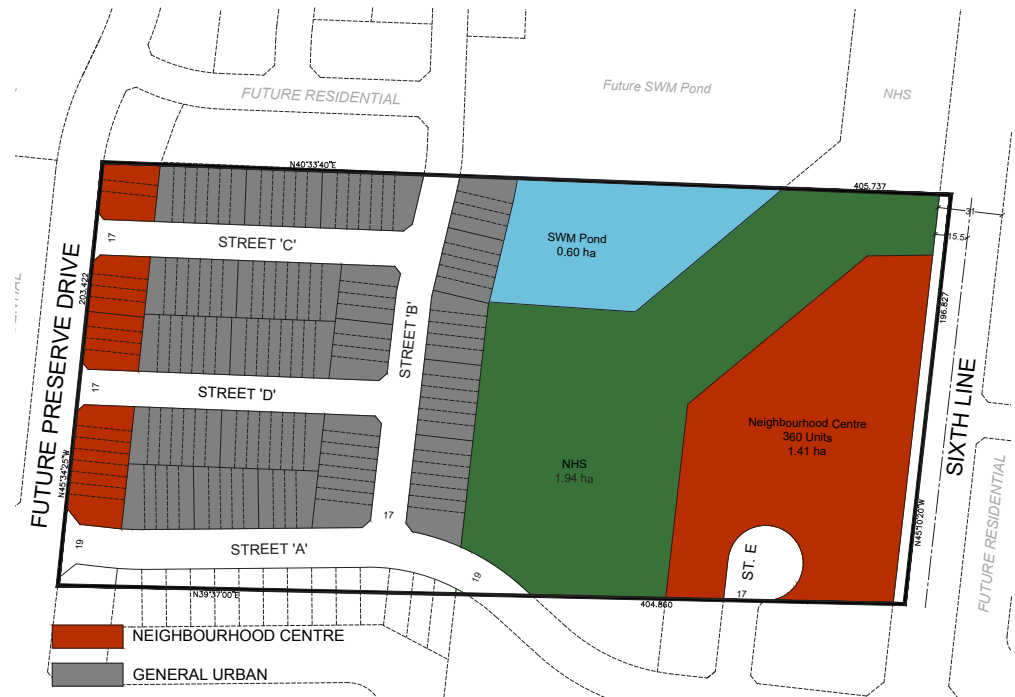 FUTURE RESIDENTIAL
Future SWM Pond
NHS
N40°33'40"E
405.737
31
15.5
SWM Pond
0.60 ha
17
STREET 'C'
FUTURE PRESERVE DRIVE
203.422
STREET 'B'
196.827
17
STREET 'D'
SIXTH LINE
Neighbourhood Centre
360 Units
1.41 ha
NHS
1.94 ha
N45°34'25"W
17
19
STREET 'A'
19
ST. E
17
N45°10'20"W
FUTURE RESIDENTIAL
N39°37'00"E
404.860
NEIGHBOURHOOD CENTRE
GENERAL URBAN